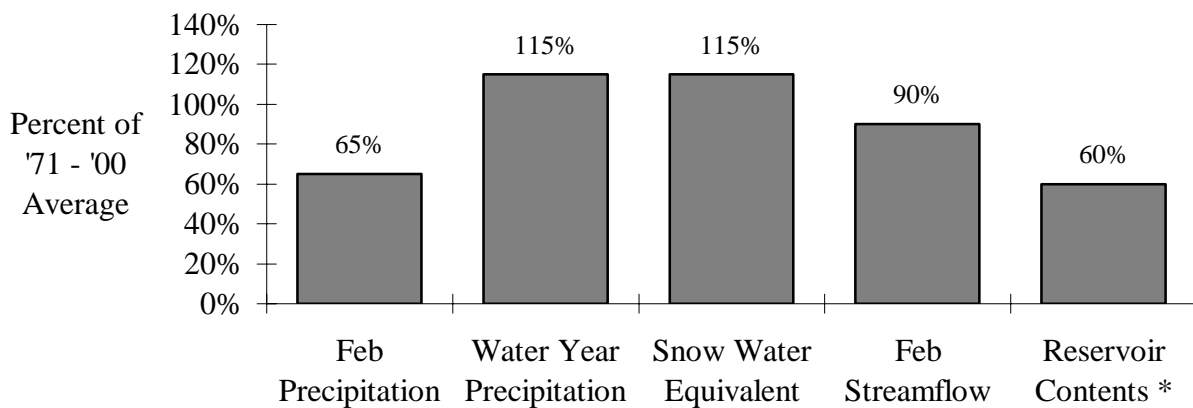 Percent of
'71 - '00
Average
140%
120%
100%
80%
60%
40%
20%
0%
65%
115%
115%
90%
60%
Feb
Precipitation
Water Year
Precipitation
Snow Water
Equivalent
Feb
Streamflow
Reservoir
Contents *